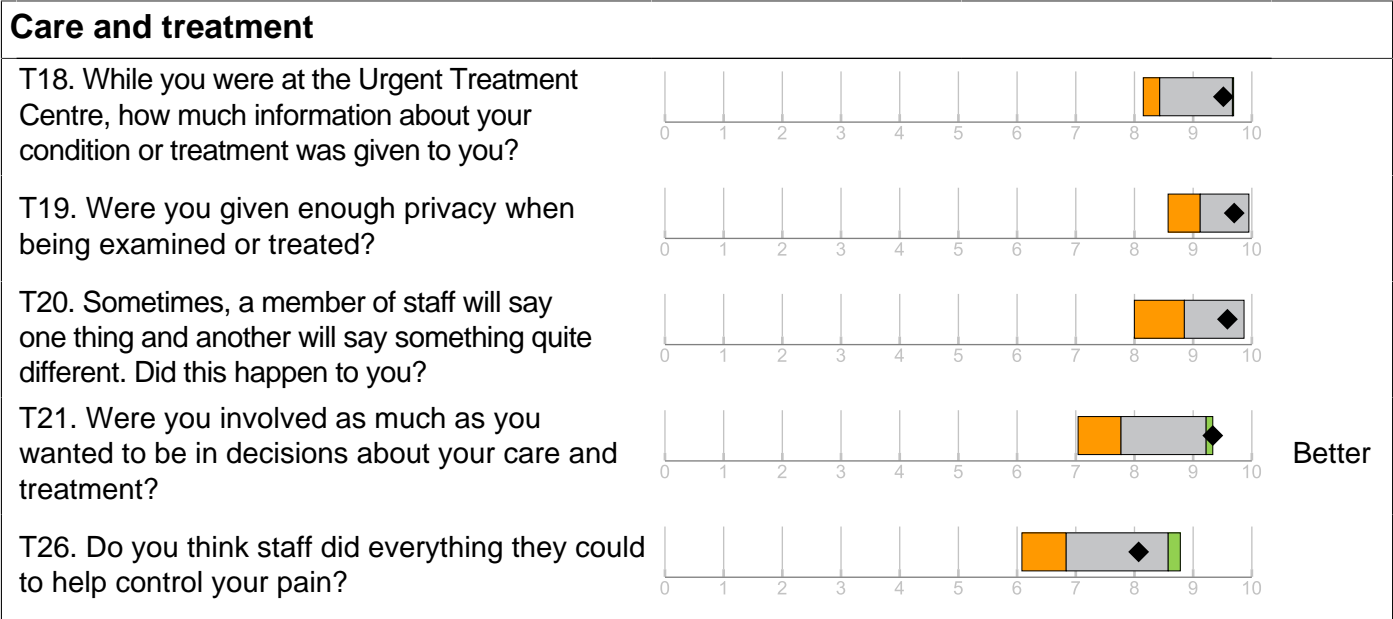 Care and treatment
T18. While you were at the Urgent Treatment
Centre, how much information about your
condition or treatment was given to you?
0 1 2 3 4 5 6 7 8 9 10
T19. Were you given enough privacy when
being examined or treated?
0 1 2 3 4 5 6 7 8 9 10
T20. Sometimes, a member of staff will say
one thing and another will say something quite
different. Did this happen to you?
0 1 2 3 4 5 6 7 8 9 10
T21. Were you involved as much as you
wanted to be in decisions about your care and
treatment?
0 1 2 3 4 5 6 7 8 9 10
Better
T26. Do you think staff did everything they could
to help control your pain?
0 1 2 3 4 5 6 7 8 9 10